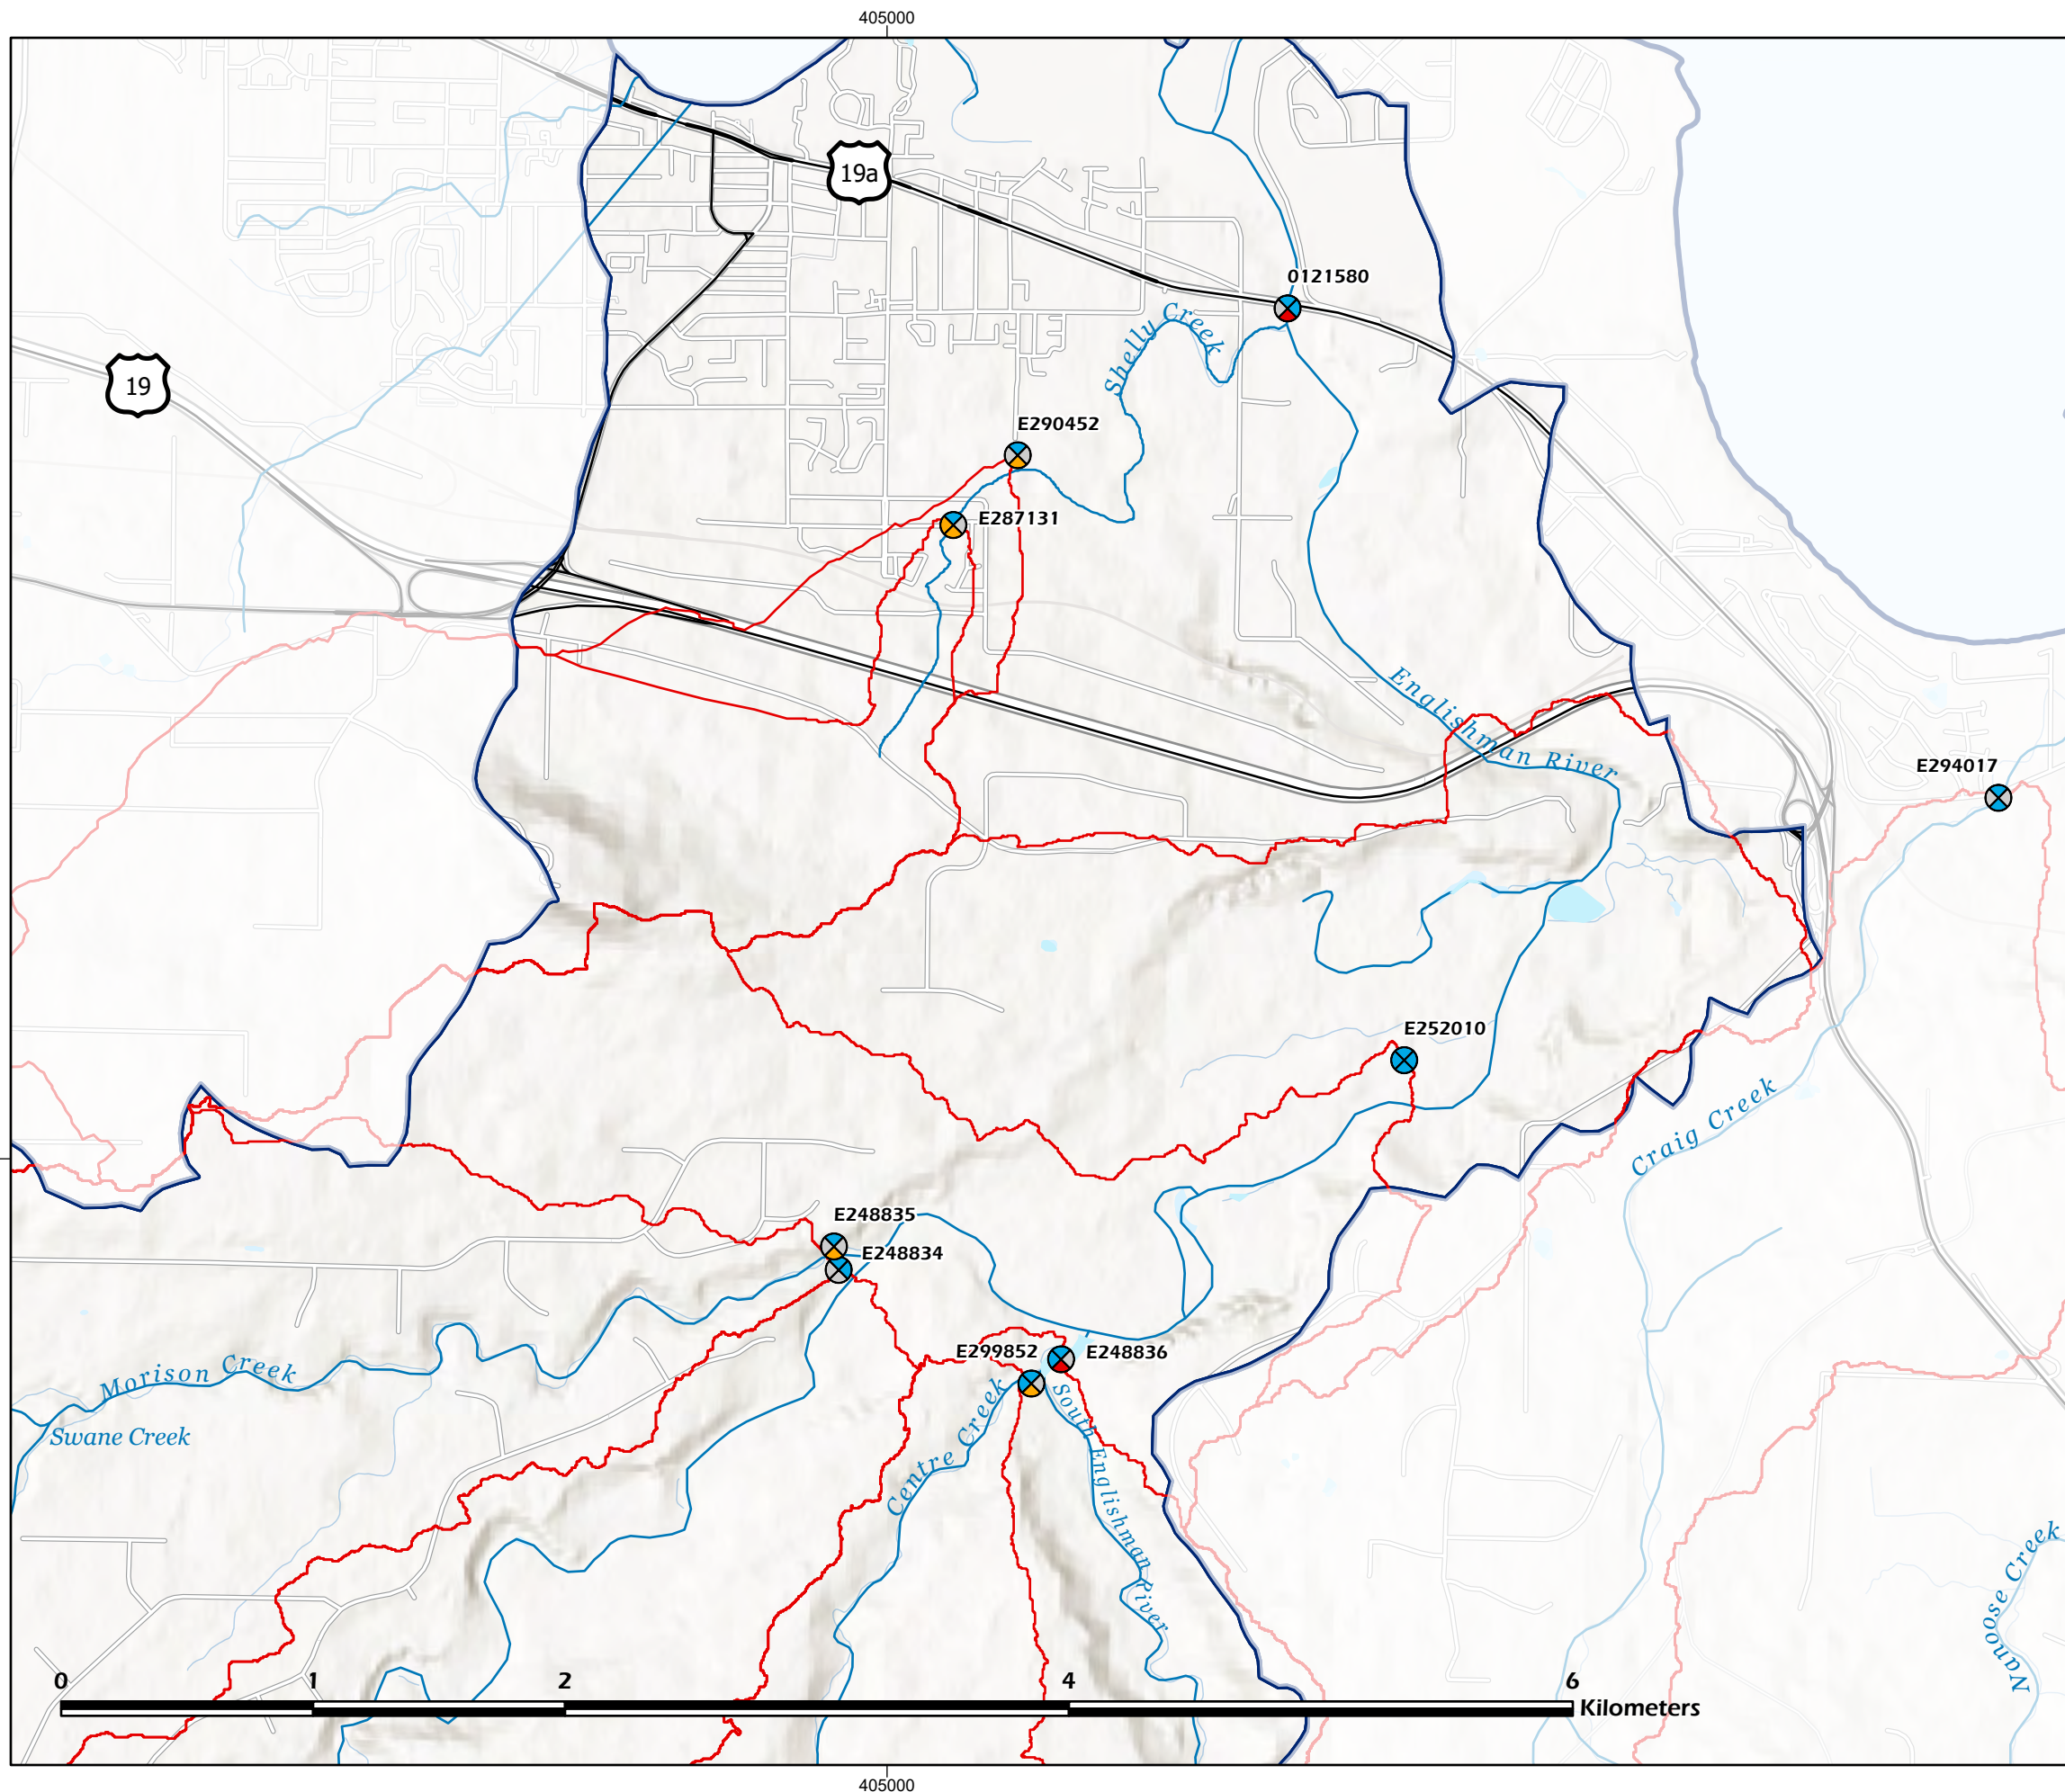 405000
19a
0121580
Shelly Creek
19
E290452
E287131
Englishman River
E294017
E252010
Craig Creek
E248835
E248834
E299852
E248836
Morison Creek
Swane Creek
Centre Creek
South Englishman River
Nanoose Creek
0 1 2 4 6
Kilometers
405000